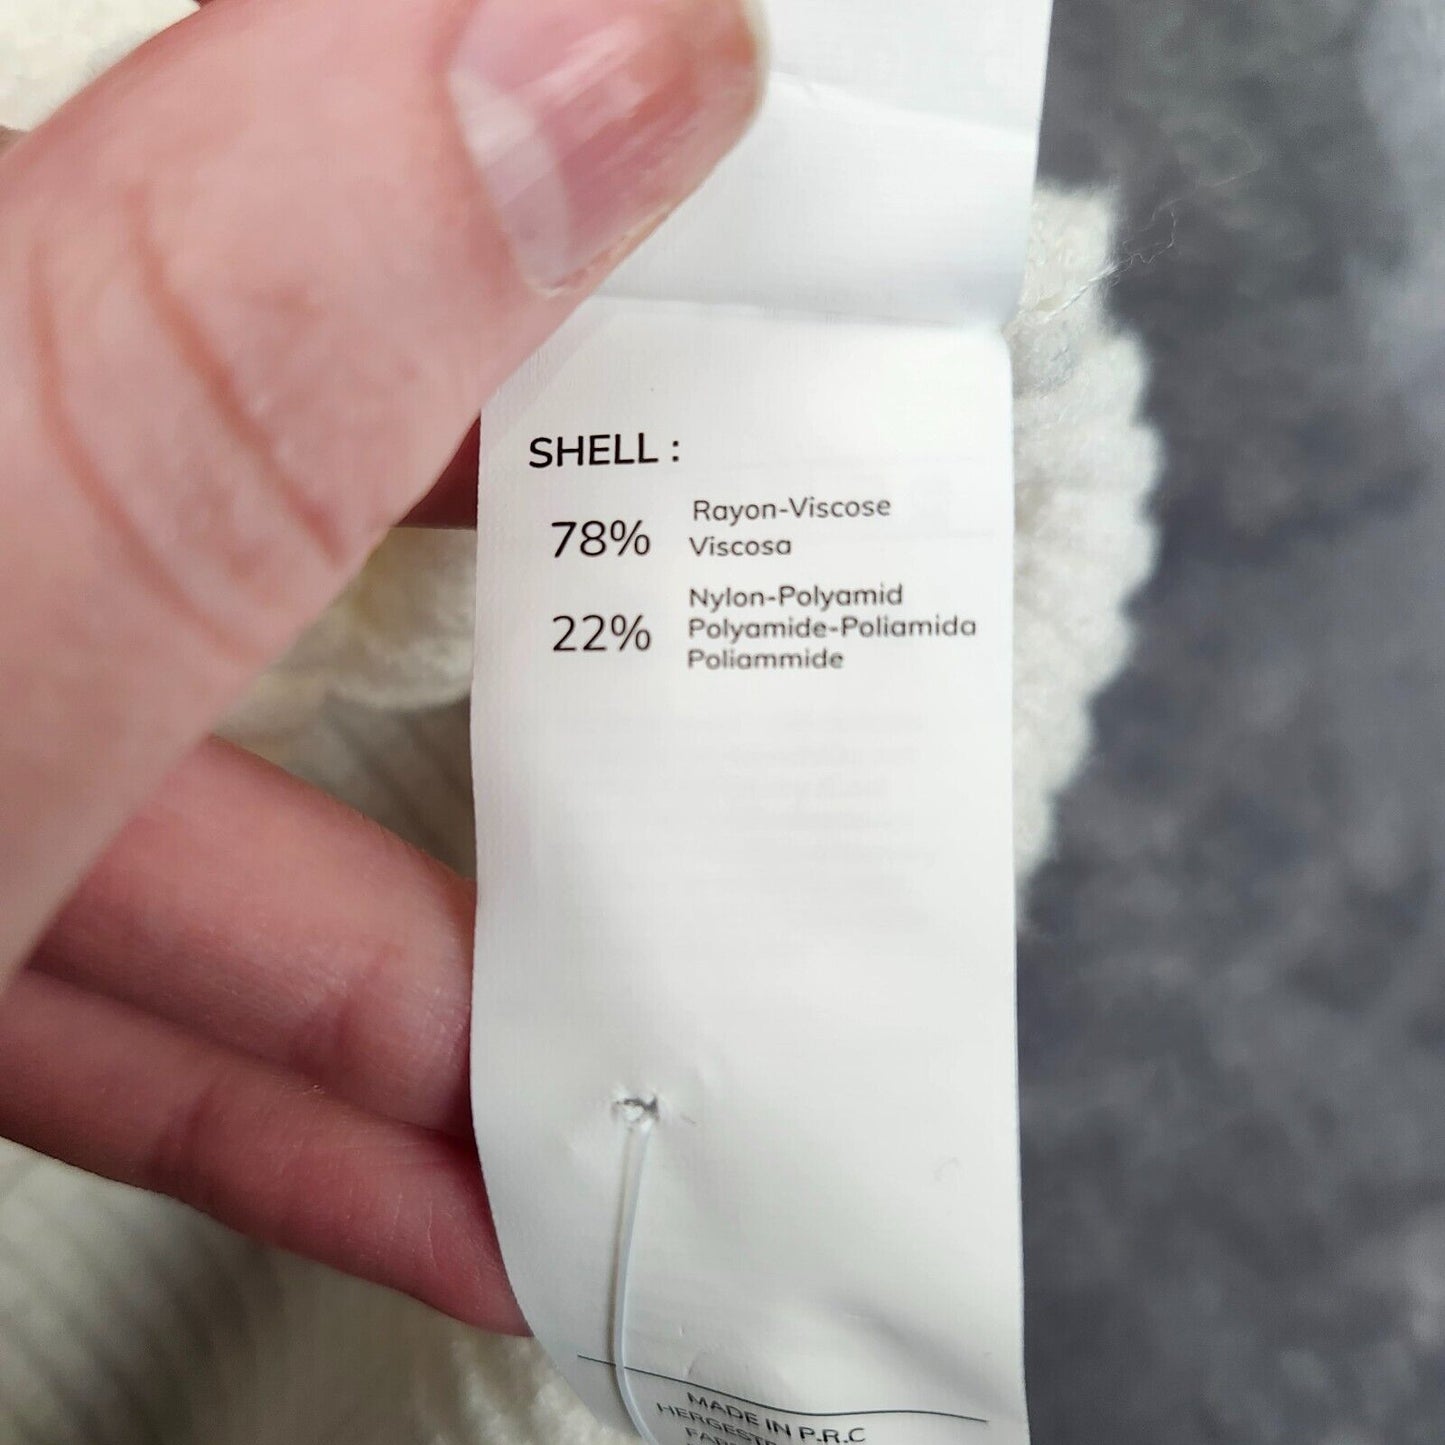 SHELL :
78%
Rayon-Viscose
Viscosa
22%
Nylon-Polyamid
Polyamide-Poliamida
Poliammide
MADE IN P.R.C